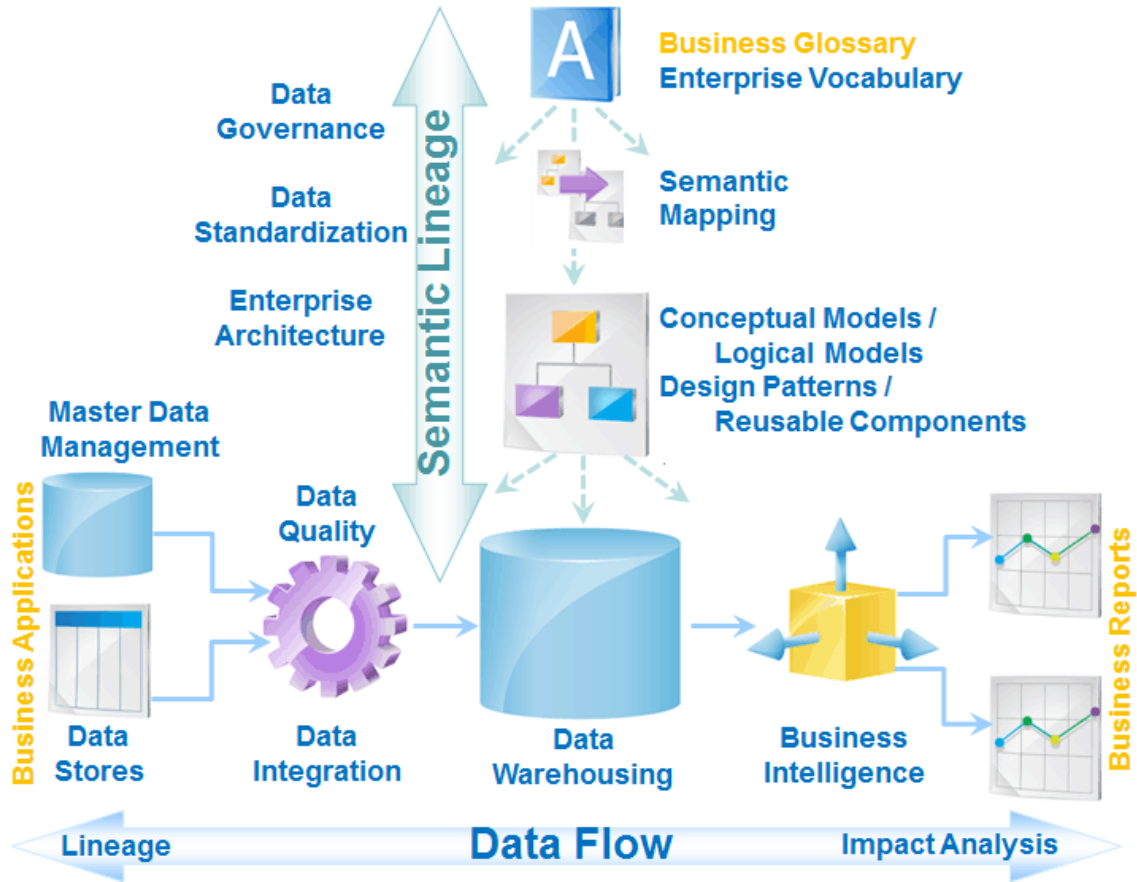 A
Business Glossary
Enterprise Vocabulary
Data
Governance
Semantic
Mapping
Data
Standardization
Enterprise
Architecture
Semantic Lineage
Conceptual Models /
Logical Models
Design Patterns /
Reusable Components
Master Data
Management
Business Applications
Data
Quality
Data
Stores
Data
Integration
Data
Warehousing
Business
Intelligence
Business Reports
Lineage
Data Flow
Impact Analysis